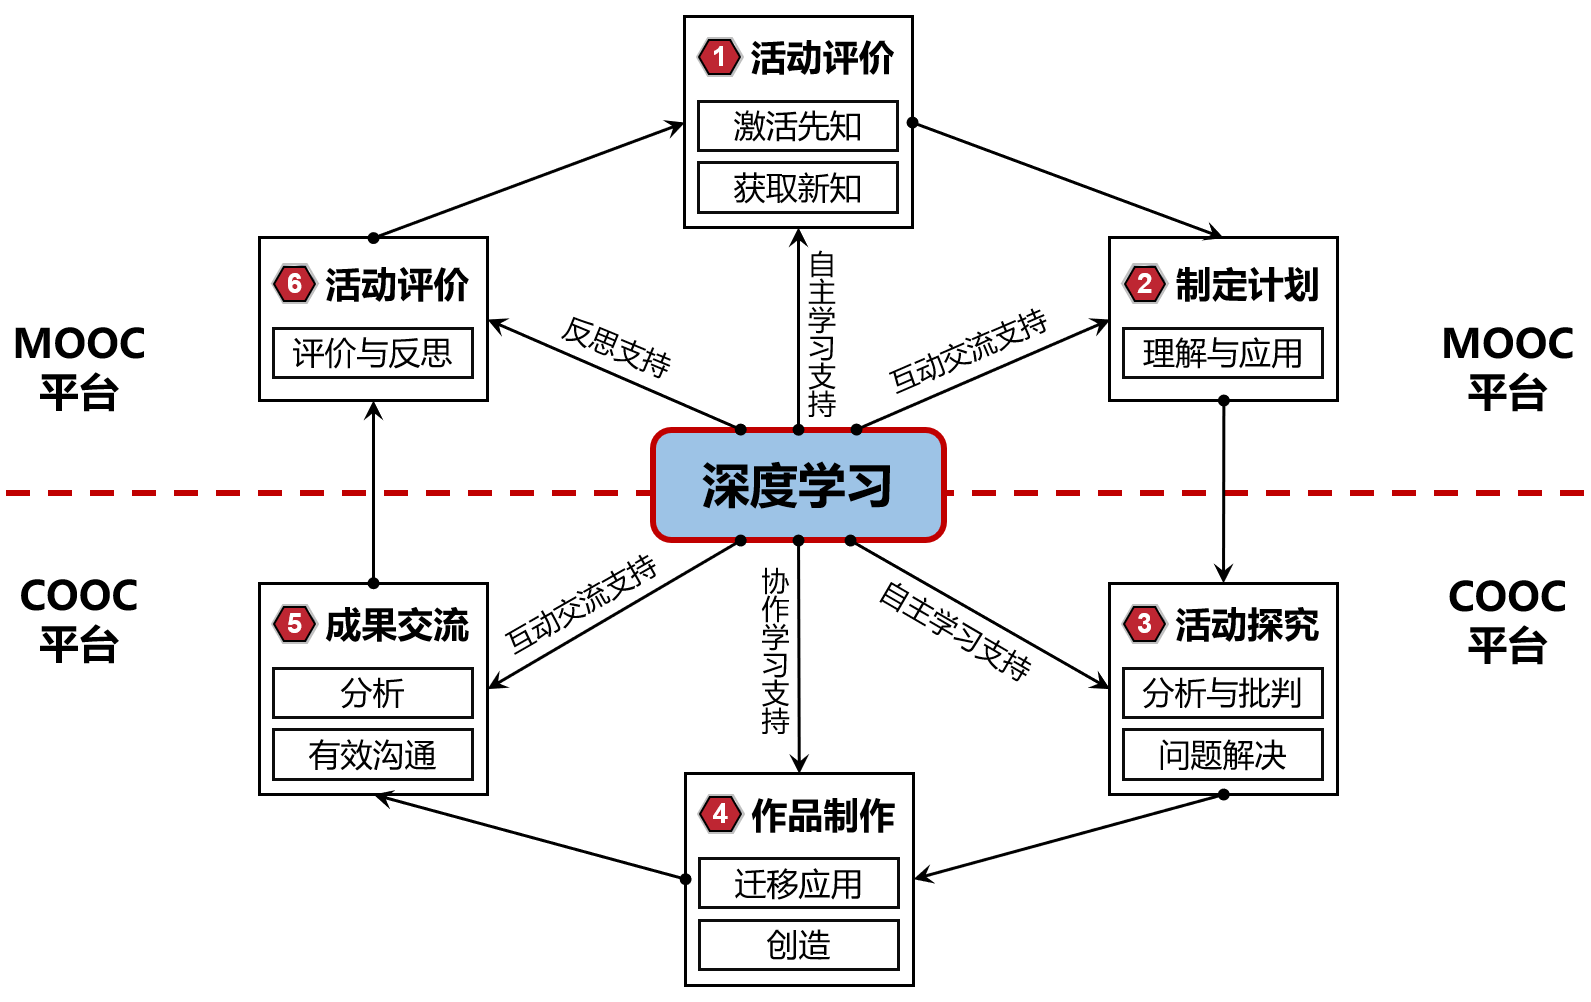 1 活动评价
激活先知
获取新知
6 活动评价
评价与反思
2 制定计划
理解与应用
MOOC
平台
MOOC
平台
反思支持
自主学习支持
互动交流支持
深度学习
互动交流支持
协作学习支持
自主学习支持
COOC
平台
COOC
平台
5 成果交流
分析
有效沟通
3 活动探究
分析与批判
问题解决
4 作品制作
迁移应用
创造